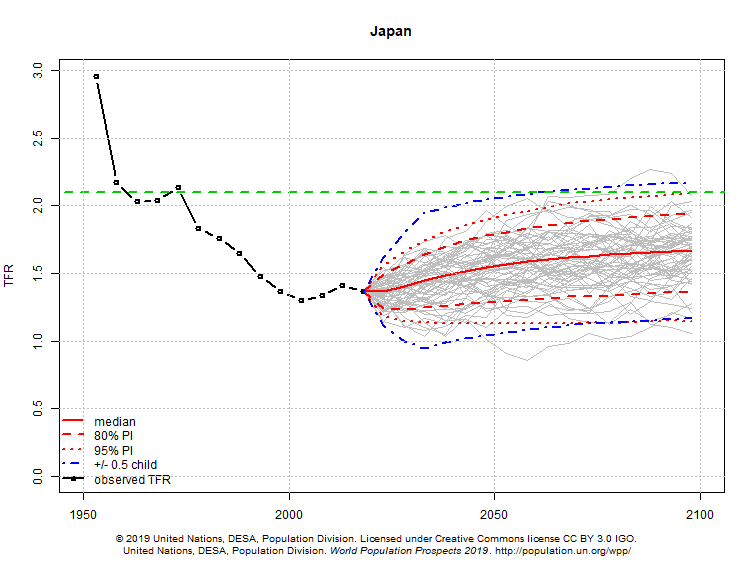 Japan
TFR
3.0
2.5
2.0
1.5
1.0
0.5
0.0
median
80% PI
95% PI
+/- 0.5 child
observed TFR
1950 2000 2050 2100
© 2019 United Nations, DESA, Population Division. Licensed under Creative Commons license CC BY 3.0 IGO.
United Nations, DESA, Population Division. World Population Prospects 2019. http://population.un.org/wpp/